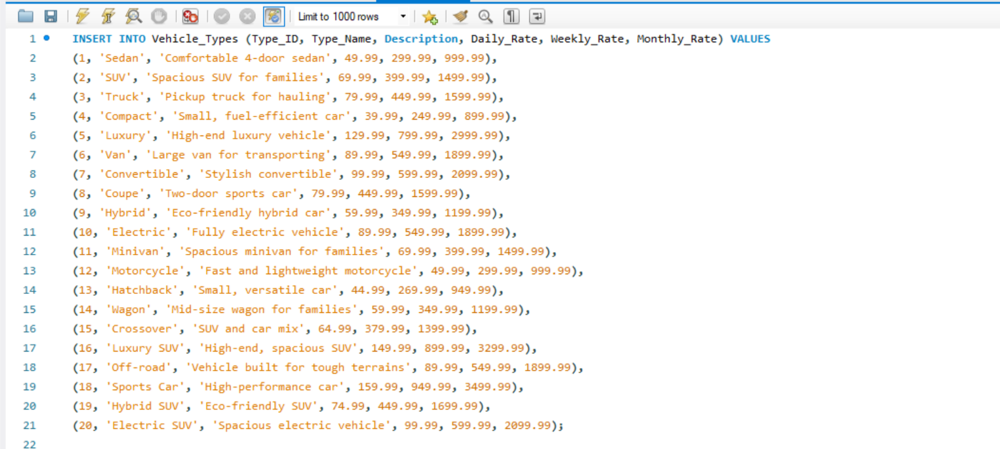 Limit to 1000 rows
1 INSERT INTO Vehicle_Types (Type_ID, Type_Name, Description, Daily_Rate, Weekly_Rate, Monthly_Rate) VALUES
2 (1, 'Sedan', 'Comfortable 4-door sedan', 49.99, 299.99, 999.99),
3 (2, 'SUV', 'Spacious SUV for families', 69.99, 399.99, 1499.99),
4 (3, 'Truck', 'Pickup truck for hauling', 79.99, 449.99, 1599.99),
5 (4, 'Compact', 'Small, fuel-efficient car', 39.99, 249.99, 899.99),
6 (5, 'Luxury', 'High-end luxury vehicle', 129.99, 799.99, 2999.99),
7 (6, 'Van', 'Large van for transporting', 89.99, 549.99, 1899.99),
8 (7, 'Convertible', 'Stylish convertible', 99.99, 599.99, 2099.99),
9 (8, 'Coupe', 'Two-door sports car', 79.99, 449.99, 1599.99),
10 (9, 'Hybrid', 'Eco-friendly hybrid car', 59.99, 349.99, 1199.99),
11 (10, 'Electric', 'Fully electric vehicle', 89.99, 549.99, 1899.99),
12 (11, 'Minivan', 'Spacious minivan for families', 69.99, 399.99, 1499.99),
13 (12, 'Motorcycle', 'Fast and lightweight motorcycle', 49.99, 299.99, 999.99),
14 (13, 'Hatchback', 'Small, versatile car', 44.99, 269.99, 949.99),
15 (14, 'Wagon', 'Mid-size wagon for families', 59.99, 349.99, 1199.99),
16 (15, 'Crossover', 'SUV and car mix', 64.99, 379.99, 1399.99),
17 (16, 'Luxury SUV', 'High-end, spacious SUV', 149.99, 899.99, 3299.99),
18 (17, 'Off-road', 'Vehicle built for tough terrains', 89.99, 549.99, 1899.99),
19 (18, 'Sports Car', 'High-performance car', 159.99, 949.99, 3499.99),
20 (19, 'Hybrid SUV', 'Eco-friendly SUV', 74.99, 449.99, 1699.99),
21 (20, 'Electric SUV', 'Spacious electric vehicle', 99.99, 599.99, 2099.99);
22